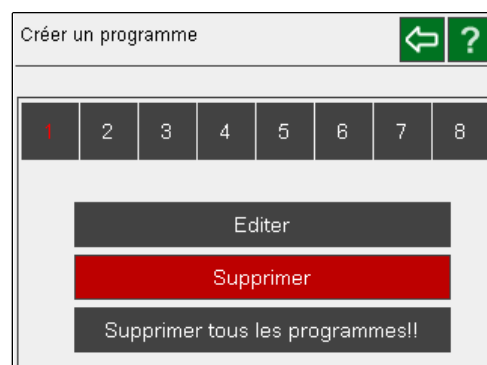 Créer un programme ?
1 2 3 4 5 6 7 8
Editer
Supprimer
Supprimer tous les programmes!!